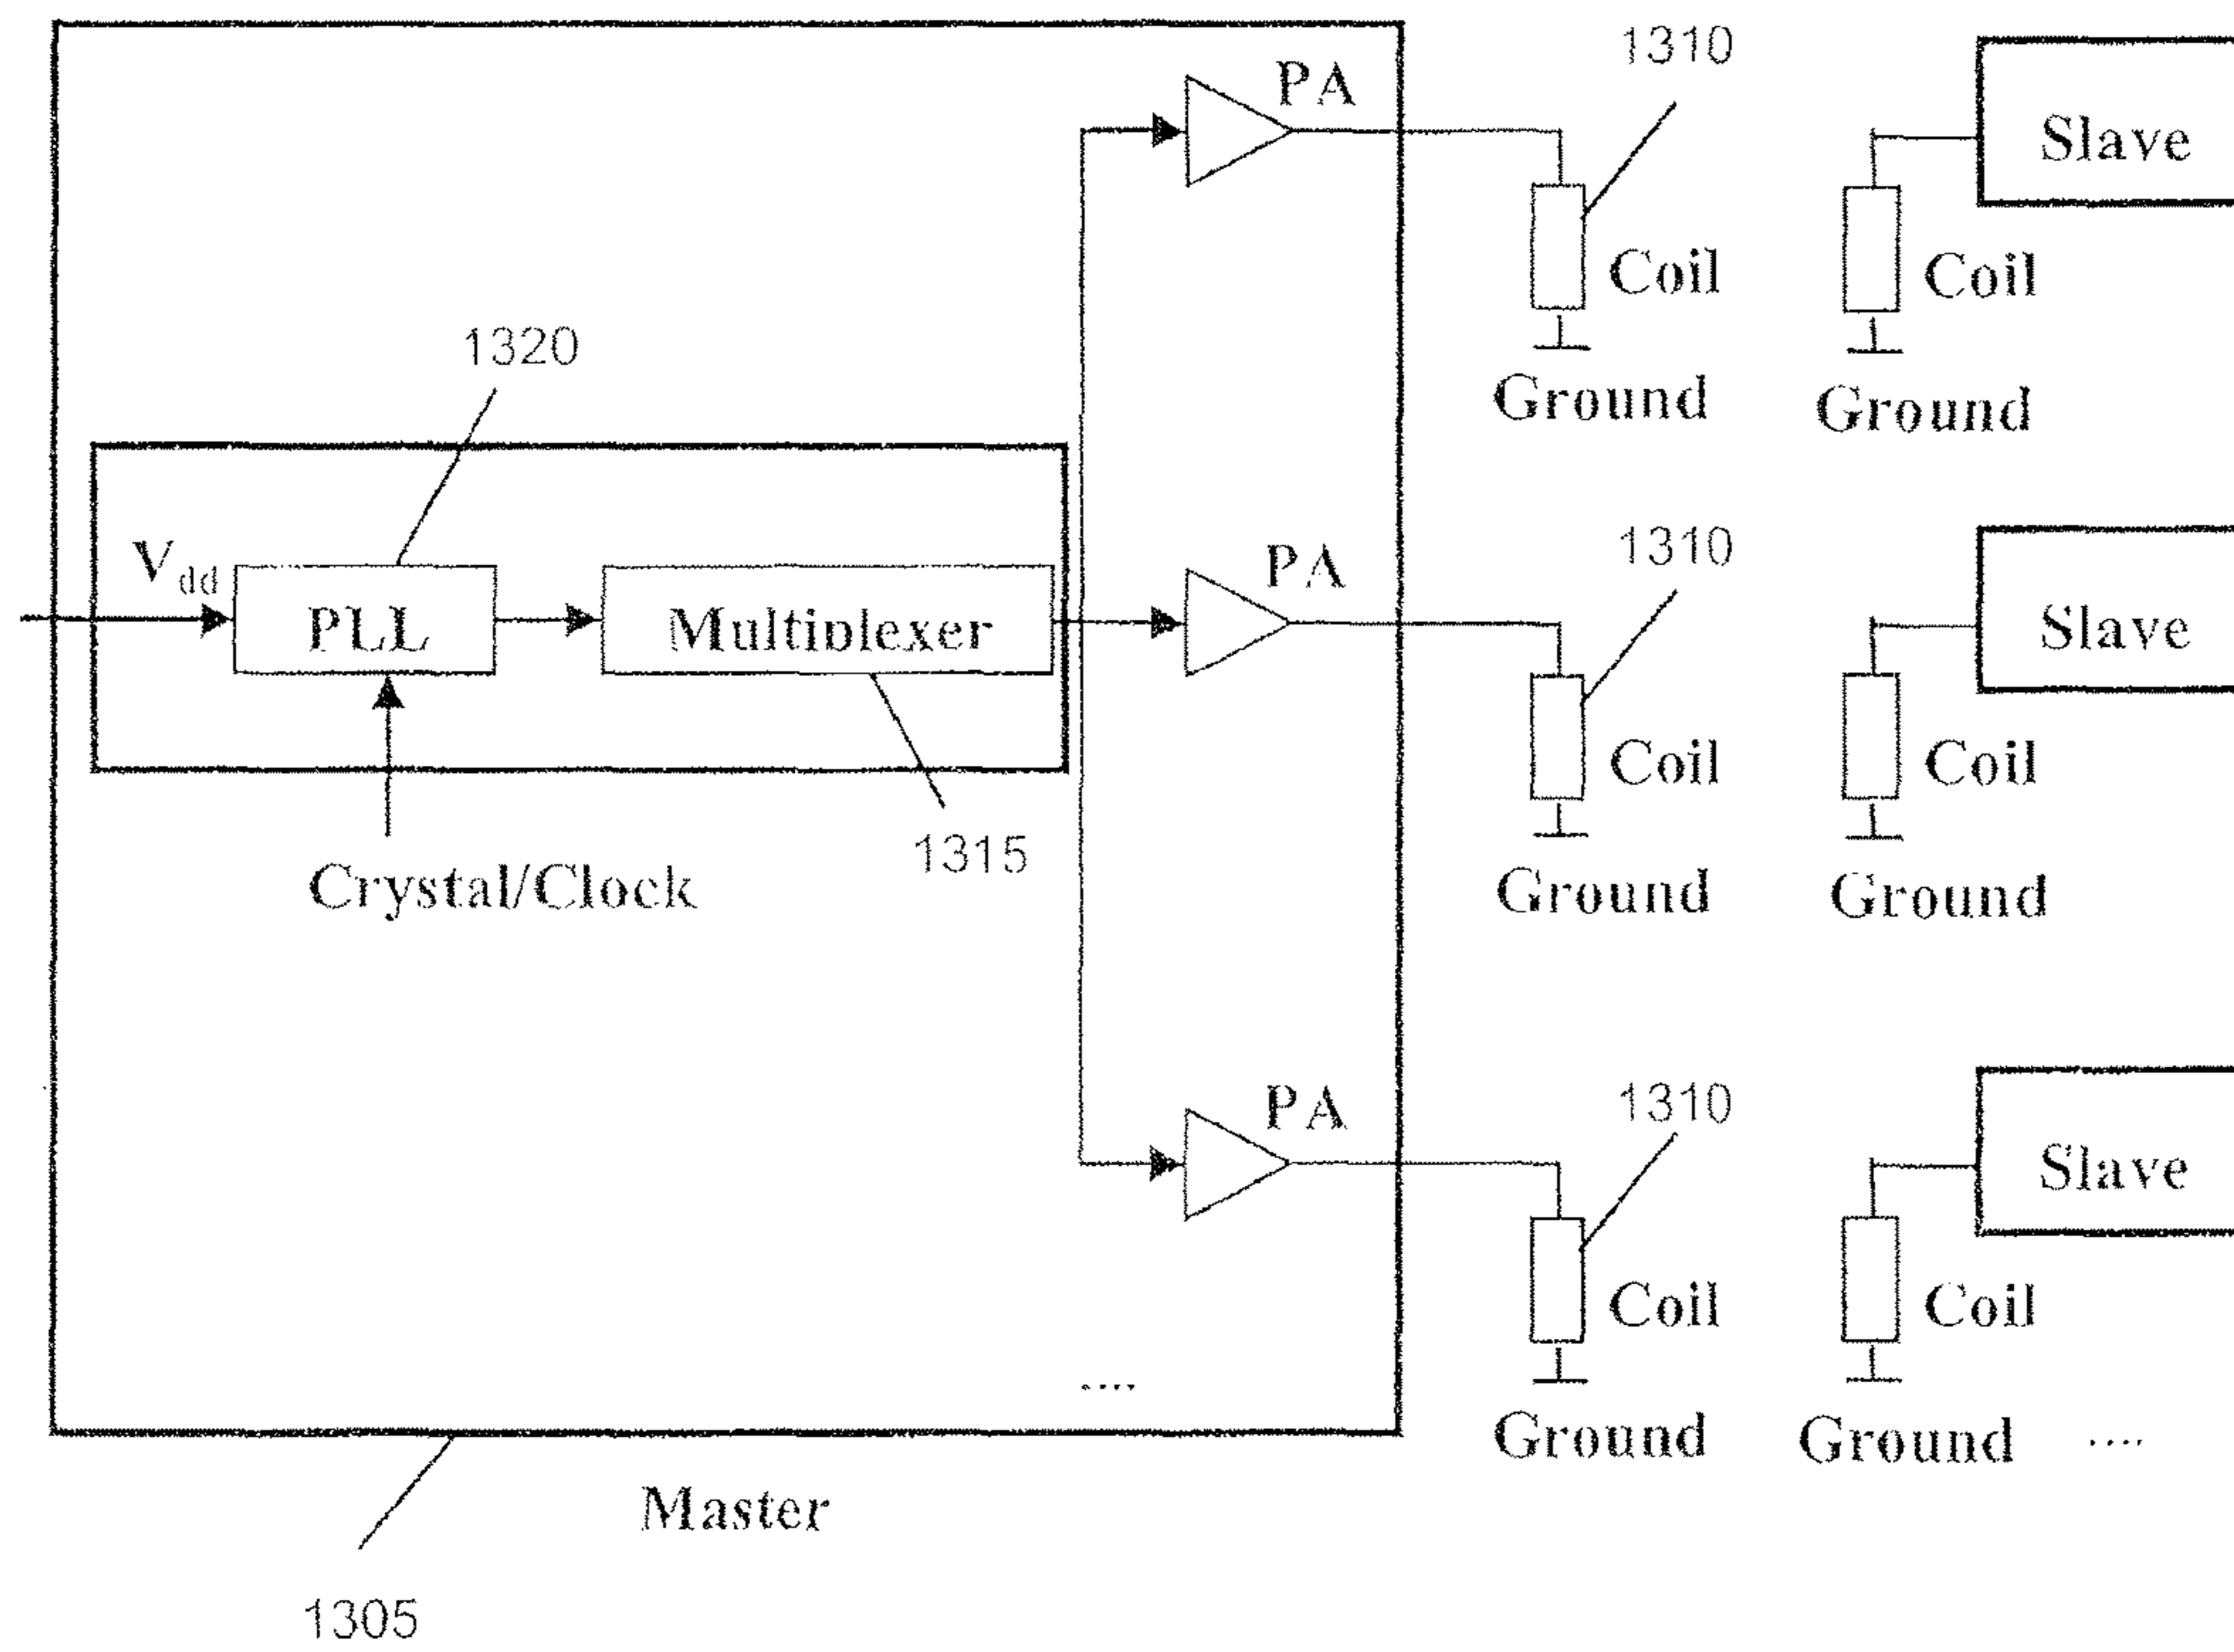 1310
PA
Slave
Coil
Coil
1320
Ground
Ground
1310
PA
Vdd
Slave
PLL
Multiplexer
Coil
Coil
1315
Crystal/Clock
Ground
Ground
1310
PA
Slave
Coil
Coil
....
Ground
Ground
....
Master
1305